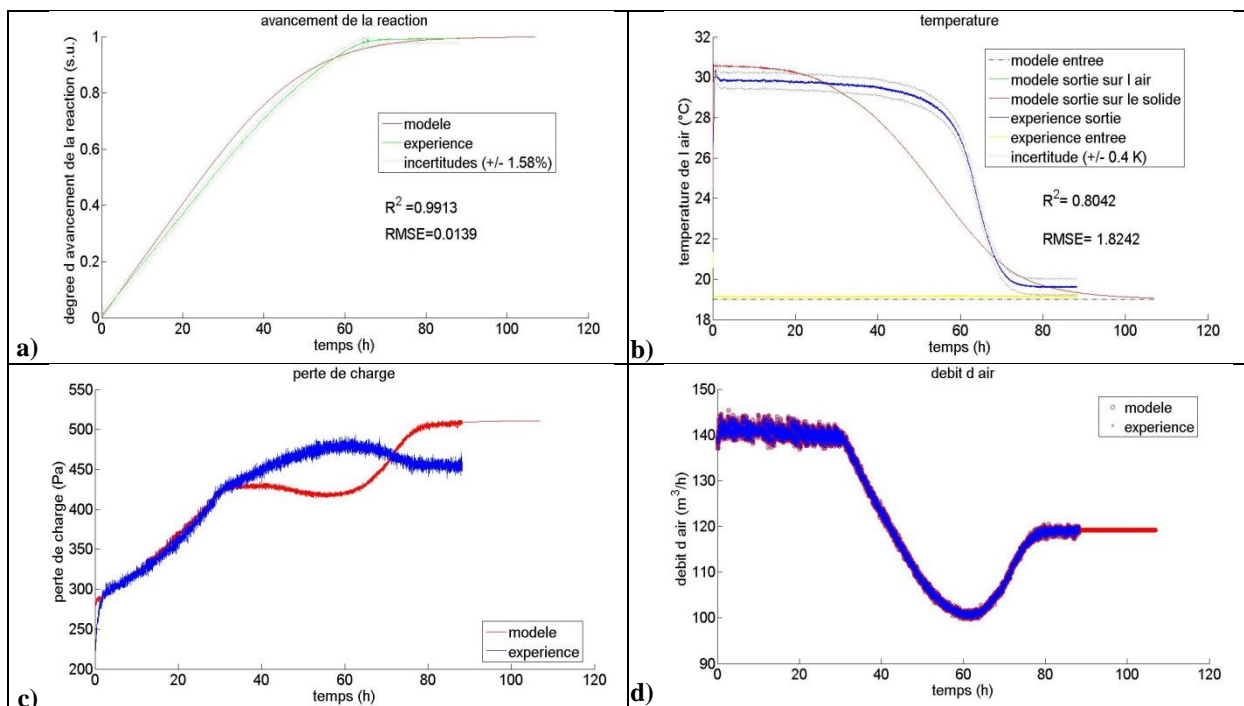 avancement de la reaction
degree d avancement de la reaction (s.u.)
1
0.8
0.6
0.4
0.2
0
0
20
40
60
80
100
120
temps (h)
modele
experience
incertitudes (+/- 1.58%)
R2 =0.9913
RMSE=0.0139
a)
temperature
temperature de l air (°C)
32
30
28
26
24
22
20
18
0
20
40
60
80
100
120
temps (h)
modele entree
modele sortie sur l air
modele sortie sur le solide
experience sortie
experience entree
incertitude (+/- 0.4 K)
R2= 0.8042
RMSE= 1.8242
b)
perte de charge
perte de charge (Pa)
550
500
450
400
350
300
250
200
0
20
40
60
80
100
120
temps (h)
modele
experience
c)
debit d air
debit d air (m3/h)
150
140
130
120
110
100
90
0
20
40
60
80
100
120
temps (h)
modele
experience
d)